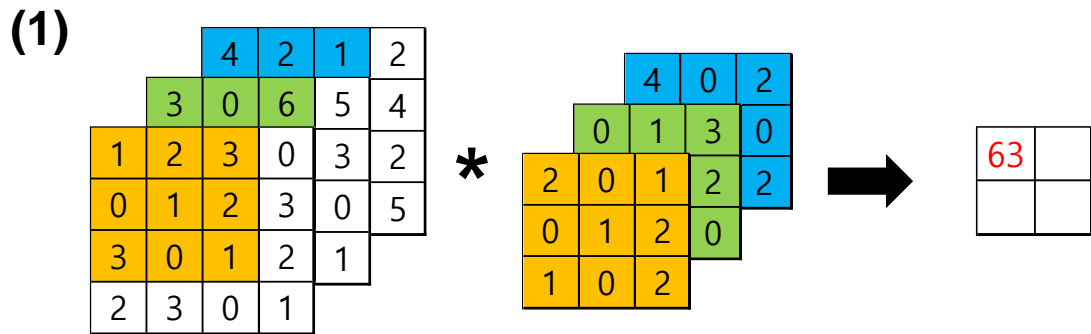 (1)
4 2 1 2
3 0 6 5 4
1 2 3 0 3 2
0 1 2 3 0 5
3 0 1 2 1
2 3 0 1
*
4 0 2
0 1 3 0
2 0 1 2 2
0 1 2 0
1 0 2
63